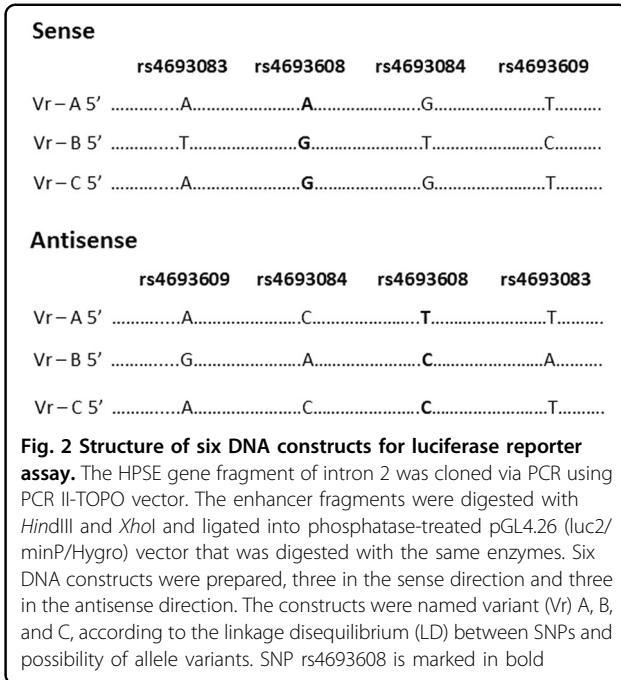 Sense
rs4693083 rs4693608 rs4693084 rs4693609
Vr – A 5’ ...............A.........................A.........................G.........................T..........
Vr – B 5’ ...............T.........................G.........................T.........................C..........
Vr – C 5’ ...............A.........................G.........................G.........................T..........
Antisense
rs4693609 rs4693084 rs4693608 rs4693083
Vr – A 5’ ...............A.........................C.........................T.........................T..........
Vr – B 5’ ...............G.........................A.........................C.........................A..........
Vr – C 5’ ...............A.........................C.........................C.........................T..........
Fig. 2 Structure of six DNA constructs for luciferase reporter
assay. The HPSE gene fragment of intron 2 was cloned via PCR using
PCR II-TOPO vector. The enhancer fragments were digested with
HindIII and XhoI and ligated into phosphatase-treated pGL4.26 (luc2/
minP/Hygro) vector that was digested with the same enzymes. Six
DNA constructs were prepared, three in the sense direction and three
in the antisense direction. The constructs were named variant (Vr) A, B,
and C, according to the linkage disequilibrium (LD) between SNPs and
possibility of allele variants. SNP rs4693608 is marked in bold